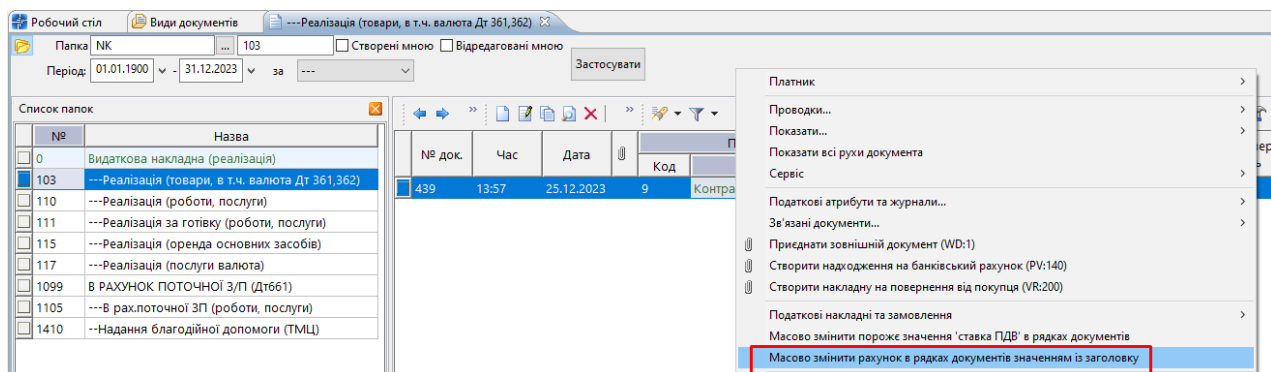 Робочий стіл Види документів ---Реалізація (товари, в т.ч. валюта Дт 361,362)
Папка NK ... 103 Створені мною Відредаговані мною
Період: 01.01.1900 - 31.12.2023 за ---
Застосувати
Список папок
№ Назва
0 Видаткова накладна (реалізація)
103 ---Реалізація (товари, в т.ч. валюта Дт 361,362)
110 ---Реалізація (роботи, послуги)
111 ---Реалізація за готівку (роботи, послуги)
115 ---Реалізація (оренда основних засобів)
117 ---Реалізація (послуги валюта)
1099 В РАХУНОК ПОТОЧНОЇ З/П (Дт661)
1105 ---В рах.поточної ЗП (роботи, послуги)
1410 --Надання благодійної допомоги (ТМЦ)
№ док. Час Дата П
Код
439 13:57 25.12.2023 9 Контра
Платник
Проводки...
Показати...
Показати всі рухи документа
Сервіс
Податкові атрибути та журнали...
Зв'язані документи...
Приєднати зовнішній документ (WD:1)
Створити надходження на банківський рахунок (PV:140)
Створити накладну на повернення від покупця (VR:200)
Податкові накладні та замовлення
Масово змінити порожє значення 'ставка ПДВ' в рядках документів
Масово змінити рахунок в рядках документів значенням із заголовку